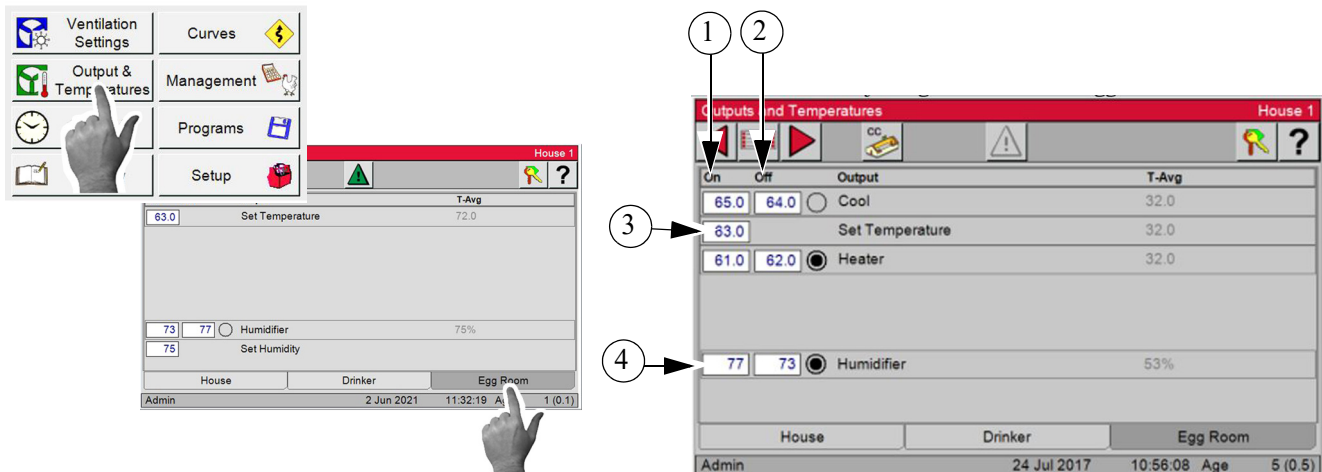 Ventilation
Settings
Curves
Output &
Temperatures
Management
Programs
Setup
House 1
?
T-Avg
63.0 Set Temperature 72.0
73 77 Humidifier 75%
75 Set Humidity
House Drinker Egg Room
Admin 2 Jun 2021 11:32:19 1 (0.1)
1 2
Outputs and Temperatures House 1
CC
?
On Off Output T-Avg
65.0 64.0 Cool 32.0
3
63.0 Set Temperature 32.0
61.0 62.0 Heater 32.0
4
77 73 Humidifier 53%
House Drinker Egg Room
Admin 24 Jul 2017 10:56:08 Age 5 (0.5)